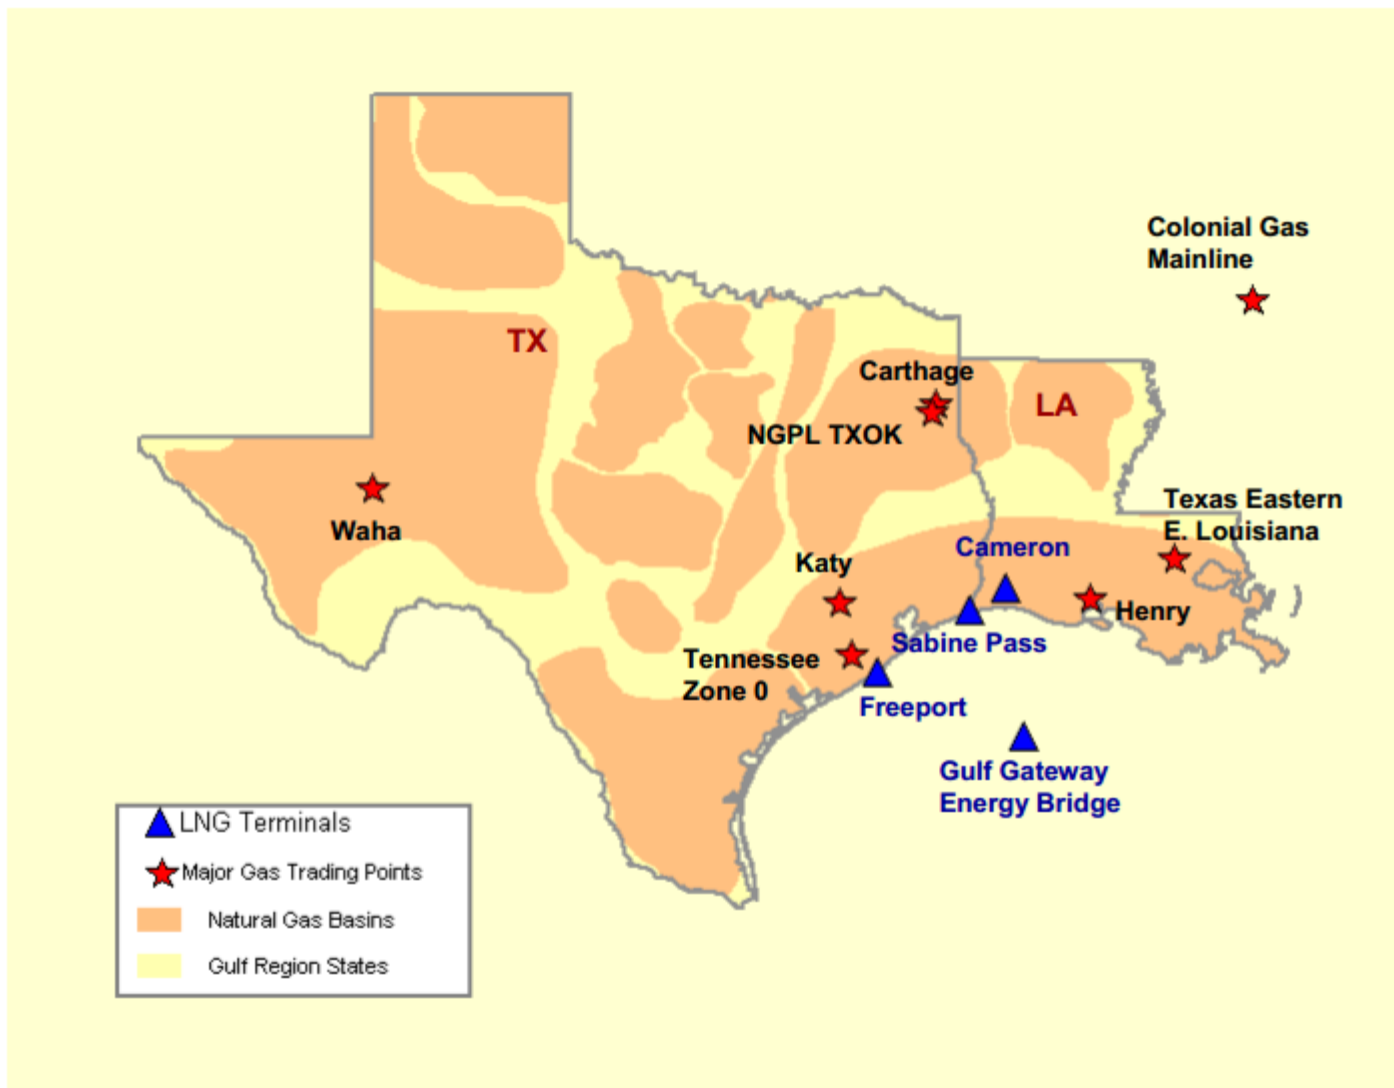 Colonial Gas
Mainline
TX
Carthage
LA
NGPL TXOK
Texas Eastern
E. Louisiana
Waha
Cameron
Katy
Henry
Sabine Pass
Tennessee
Zone 0
Freeport
Gulf Gateway
Energy Bridge
LNG Terminals
Major Gas Trading Points
Natural Gas Basins
Gulf Region States